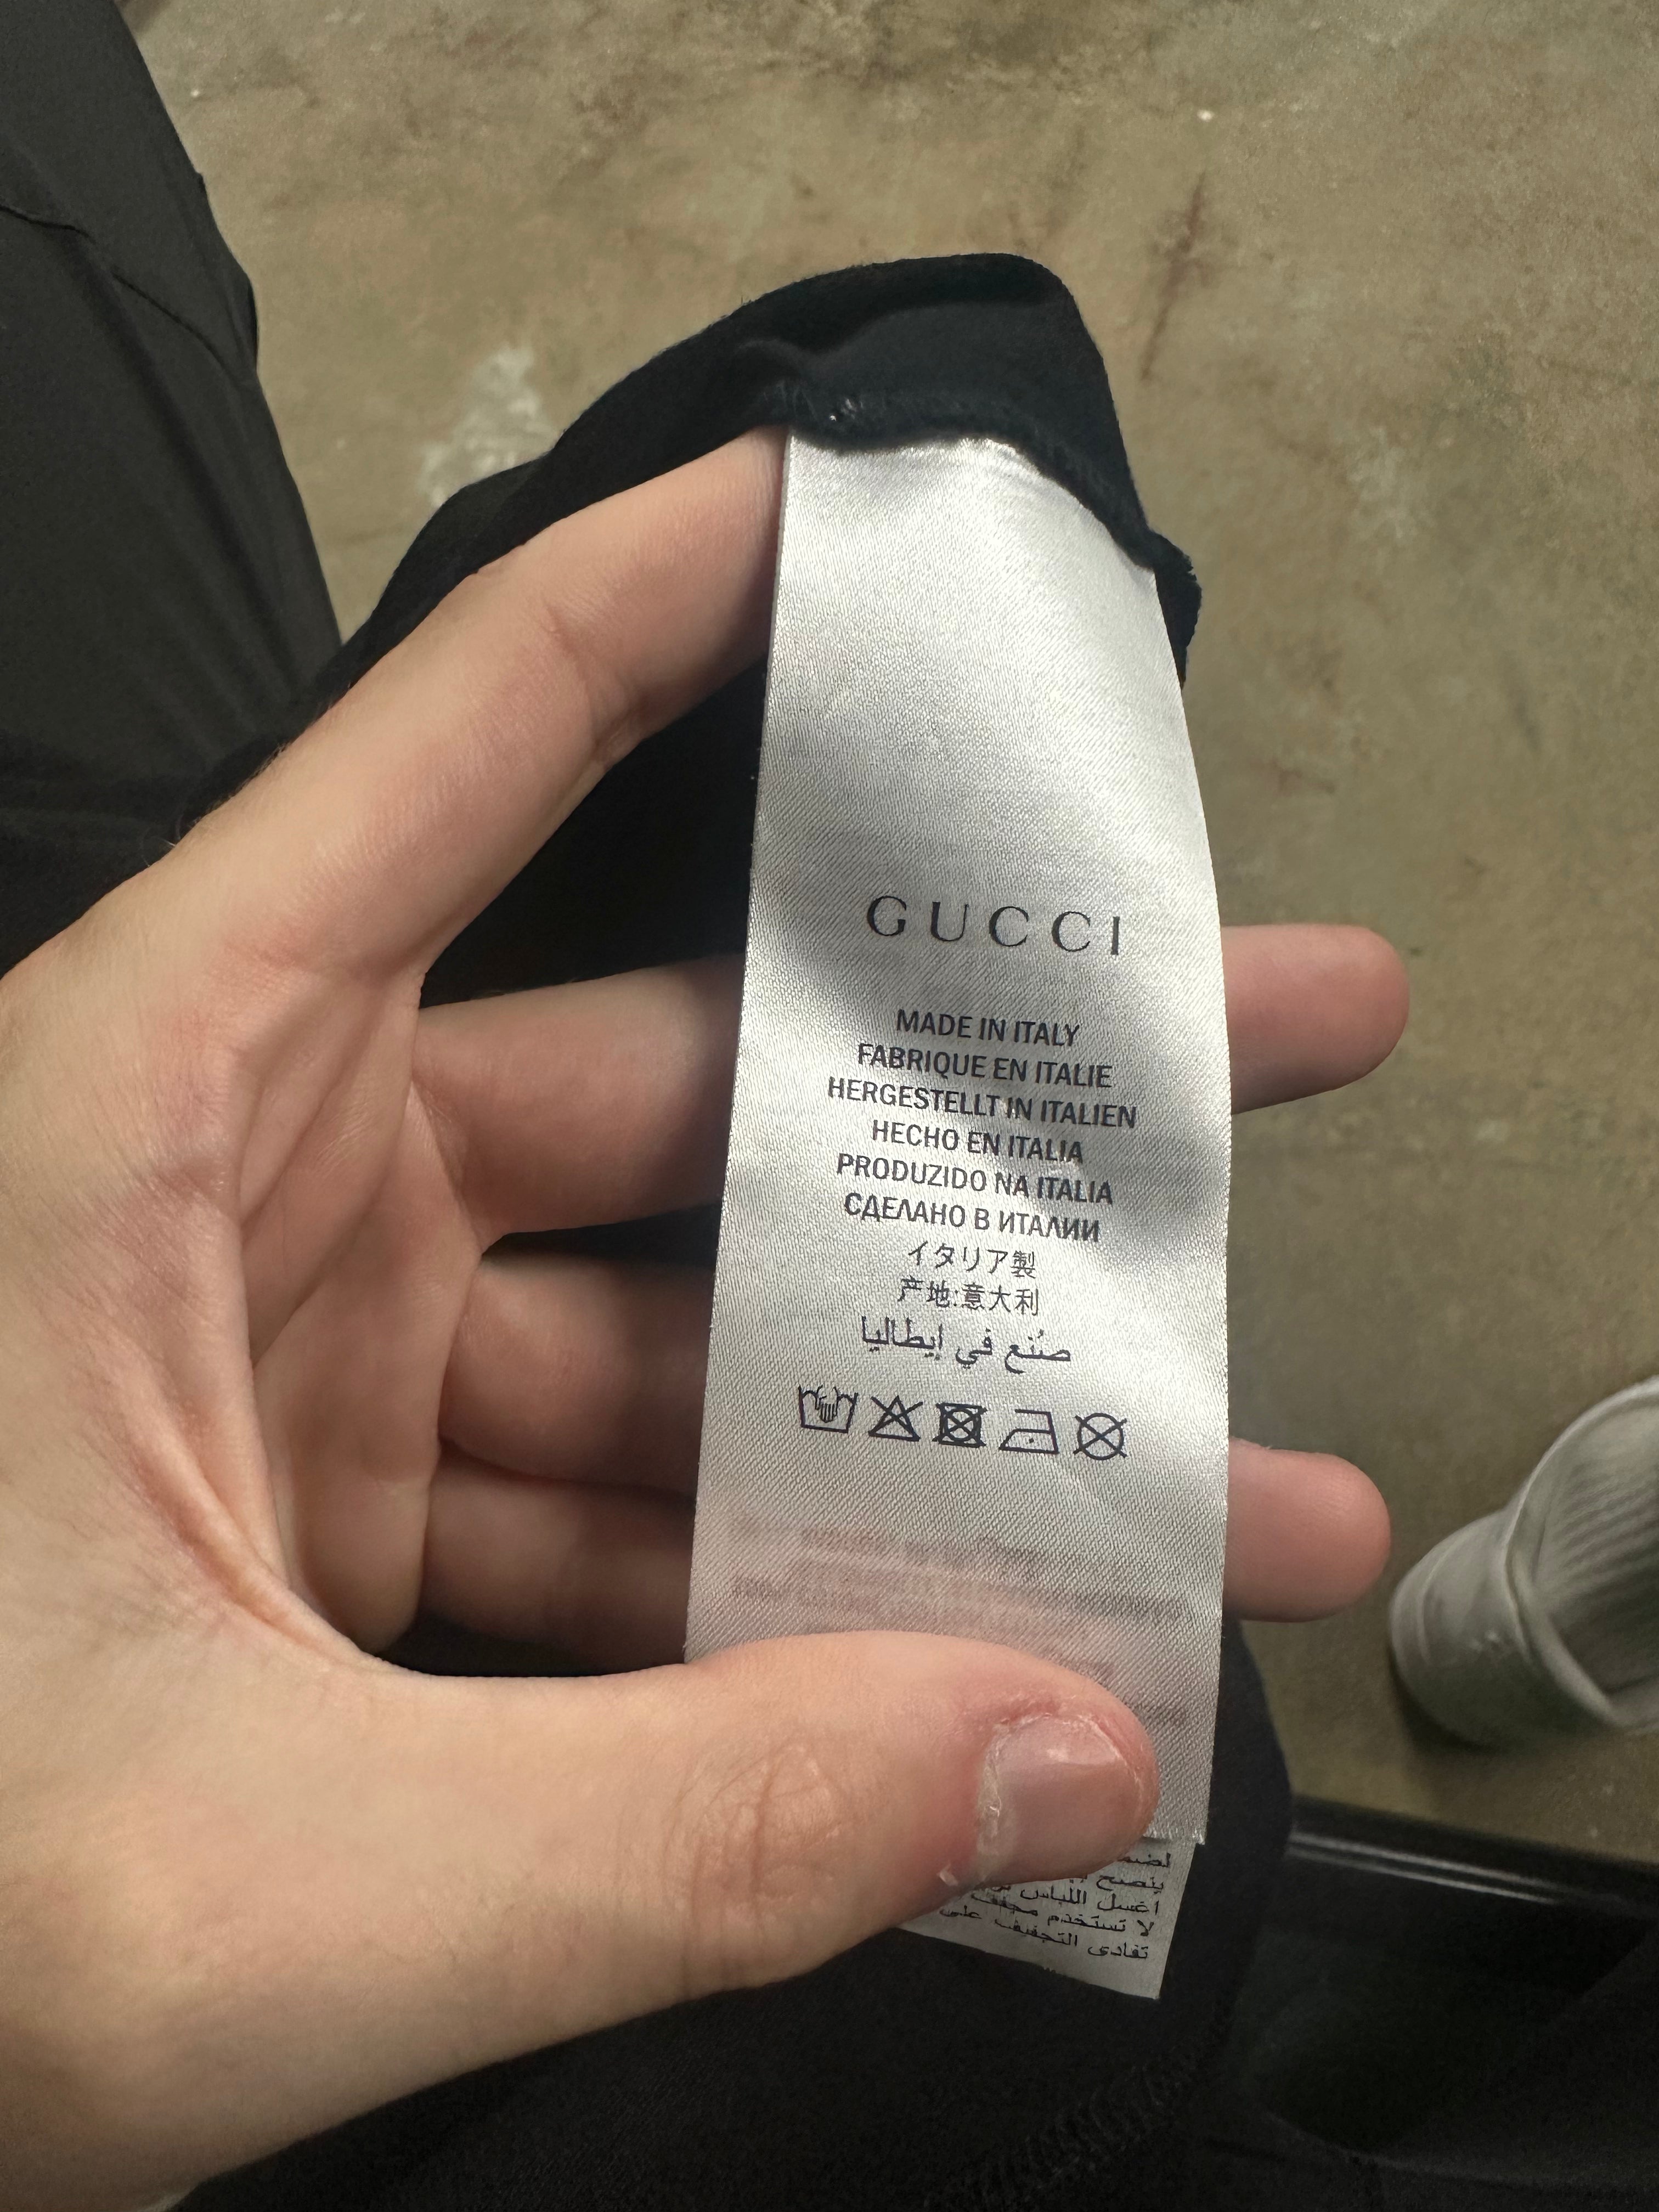 GUCCI
MADE IN ITALY
FABRIQUE EN ITALIE
HERGESTELLT IN ITALIEN
HECHO EN ITALIA
PRODUZIDO NA ITALIA
СДЕЛАНО В ИТАЛИИ
イタリア製
产地:意大利
صُنع في إيطاليا
ينصح
اغسل اللباس
لا تستخدم مجفف
تفادى التجفيف على